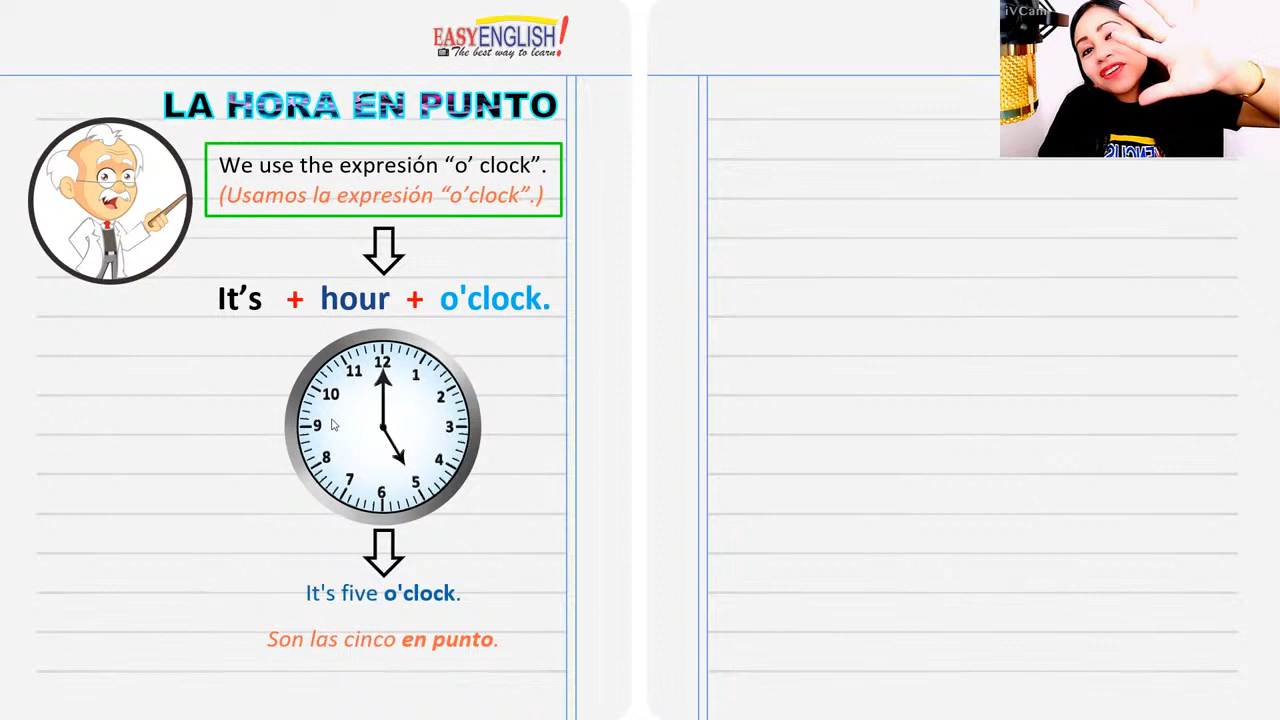 EASYENGLISH!
The best way to learn!
iVCam
LA HORA EN PUNTO
We use the expresión “o’ clock”.
(Usamos la expresión “o’clock”.)
It’s + hour + o'clock.
12
11
1
10
2
9
3
8
4
7
5
6
It's five o'clock.
Son las cinco en punto.